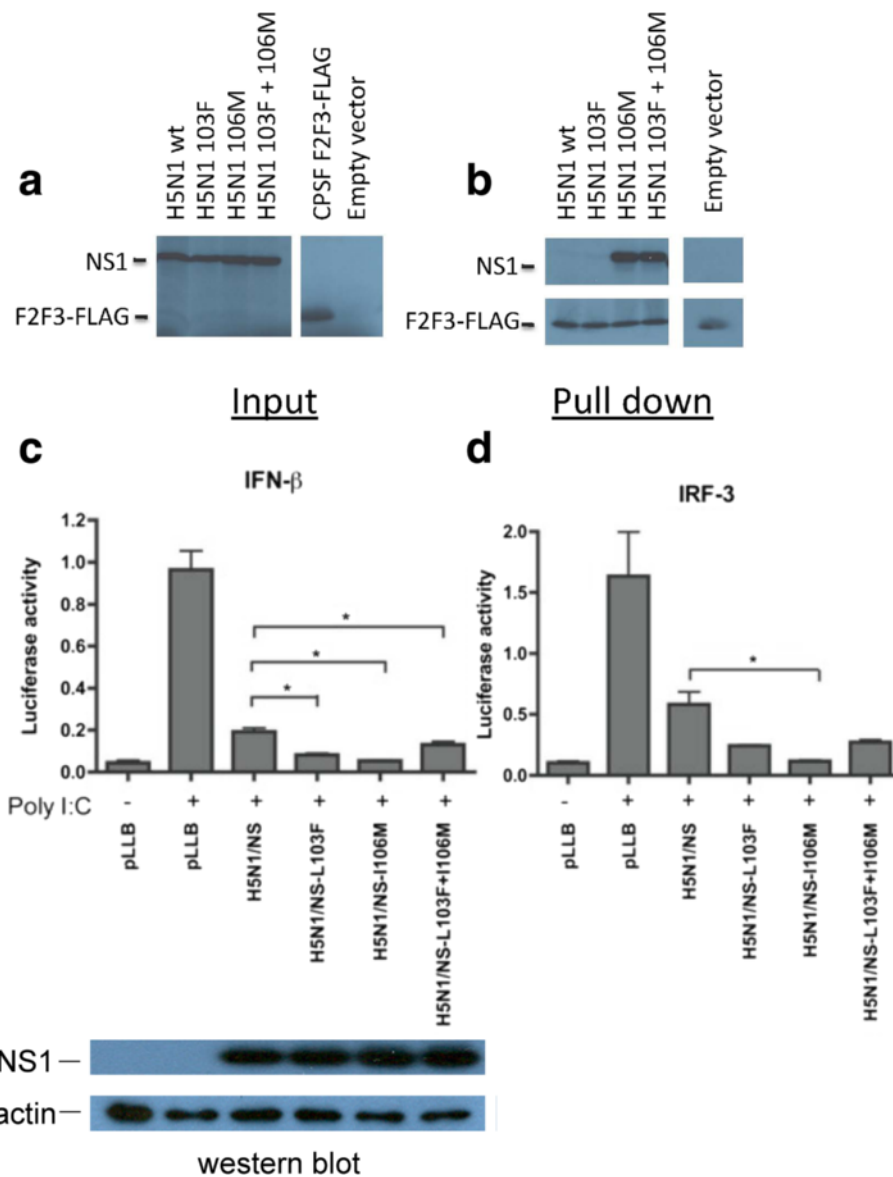 a
H5N1 wt
H5N1 103F
H5N1 106M
H5N1 103F + 106M
CPSF F2F3-FLAG
Empty vector
NS1
F2F3-FLAG
Input
b
H5N1 wt
H5N1 103F
H5N1 106M
H5N1 103F + 106M
Empty vector
NS1
F2F3-FLAG
Pull down
c
IFN-β
Luciferase activity
1.2
1.0
0.8
0.6
0.4
0.2
0.0
*
*
*
Poly I:C - + + + + +
pLLB
pLLB
H5N1/NS
H5N1/NS-L103F
H5N1/NS-I106M
H5N1/NS-L103F+I106M
NS1
actin
western blot
d
IRF-3
Luciferase activity
2.0
1.5
1.0
0.5
0.0
*
- + + + + +
pLLB
pLLB
H5N1/NS
H5N1/NS-L103F
H5N1/NS-I106M
H5N1/NS-L103F+I106M